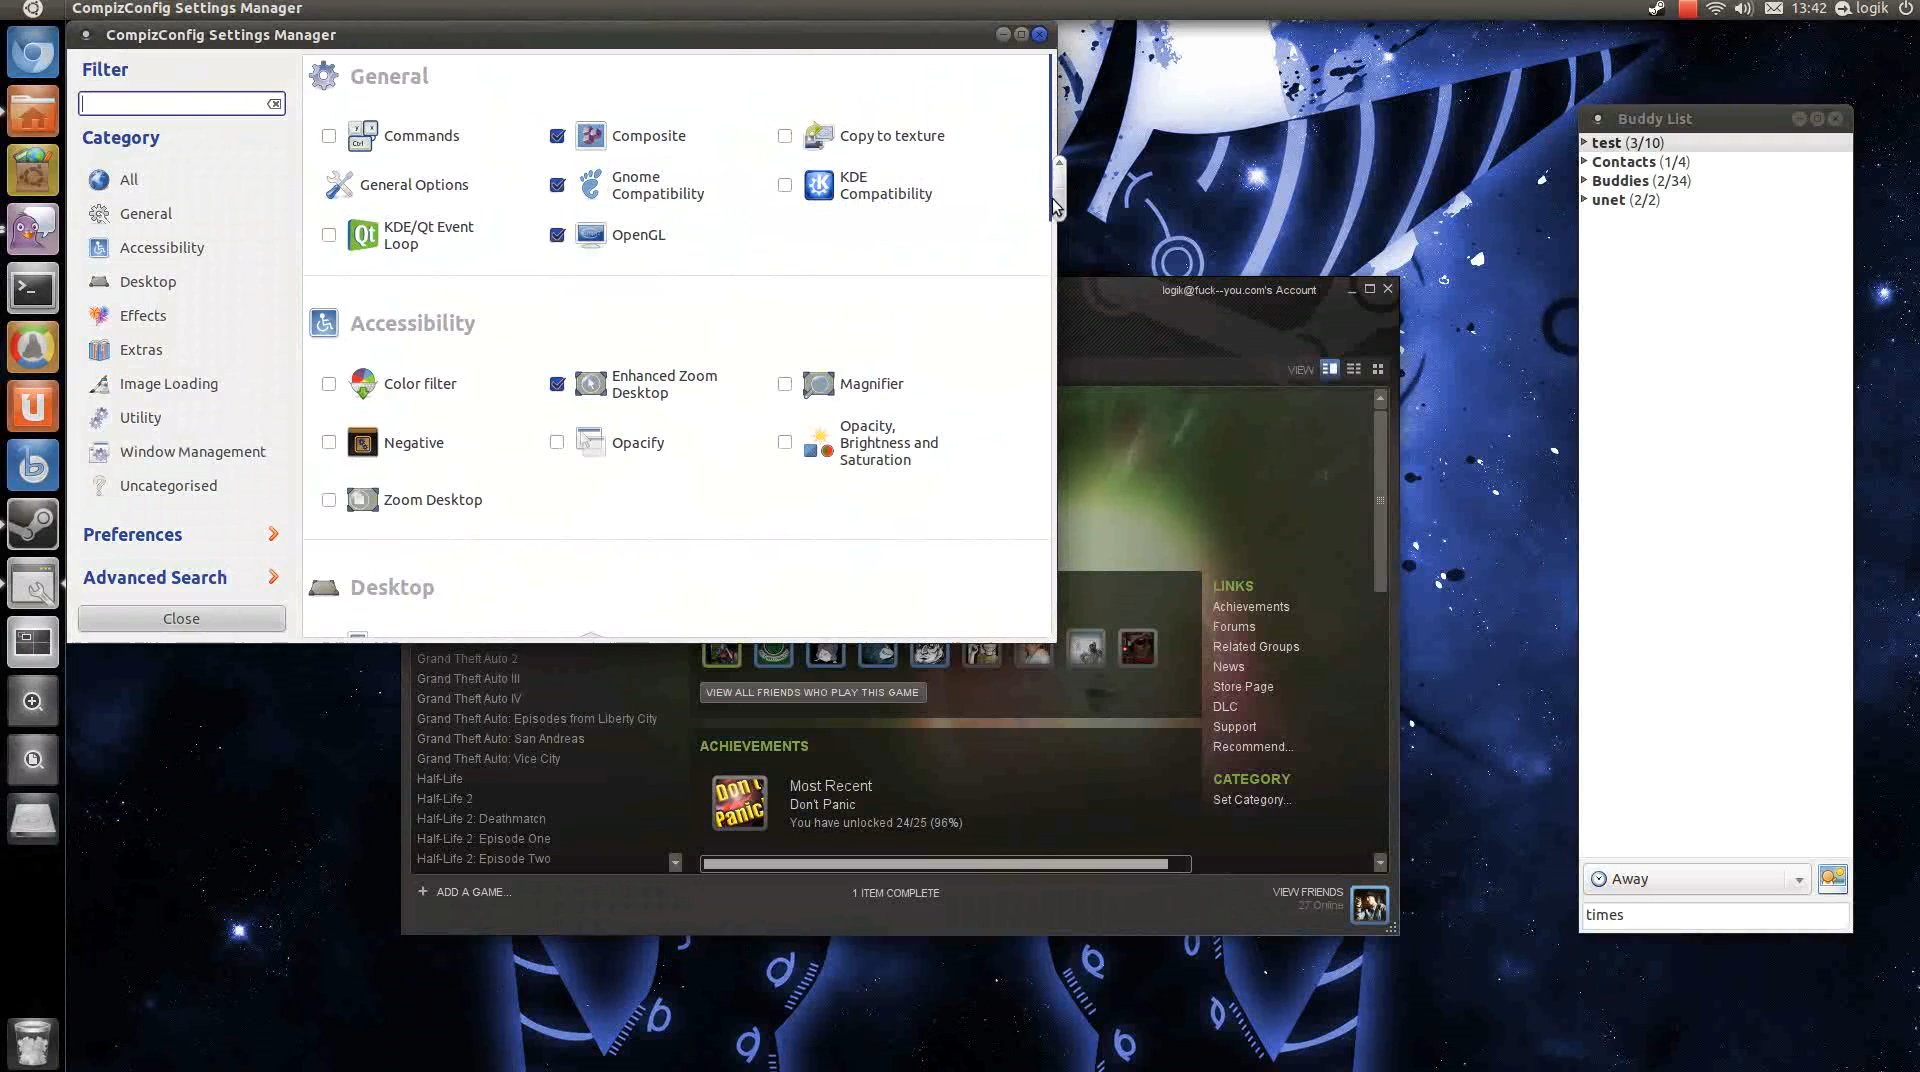 CompizConfig Settings Manager
13:42
logik
CompizConfig Settings Manager
Filter
Category
All
General
Accessibility
Desktop
Effects
Extras
Image Loading
Utility
Window Management
Uncategorised
Preferences
Advanced Search
Close
General
Commands
Composite
Copy to texture
General Options
Gnome
Compatibility
KDE
Compatibility
KDE/Qt Event
Loop
OpenGL
Accessibility
Color filter
Enhanced Zoom
Desktop
Magnifier
Negative
Opacify
Opacity,
Brightness and
Saturation
Zoom Desktop
Desktop
logik@fuck--you.com's Account
VIEW
Grand Theft Auto 2
Grand Theft Auto III
Grand Theft Auto IV
Grand Theft Auto: Episodes from Liberty City
Grand Theft Auto: San Andreas
Grand Theft Auto: Vice City
Half-Life
Half-Life 2
Half-Life 2: Deathmatch
Half-Life 2: Episode One
Half-Life 2: Episode Two
+ ADD A GAME...
VIEW ALL FRIENDS WHO PLAY THIS GAME
ACHIEVEMENTS
Don't
Panic!
Most Recent
Don't Panic
You have unlocked 24/25 (96%)
LINKS
Achievements
Forums
Related Groups
News
Store Page
DLC
Support
Recommend...
CATEGORY
Set Category...
1 ITEM COMPLETE
VIEW FRIENDS
27 Online
Buddy List
test (3/10)
Contacts (1/4)
Buddies (2/34)
unet (2/2)
Away
times